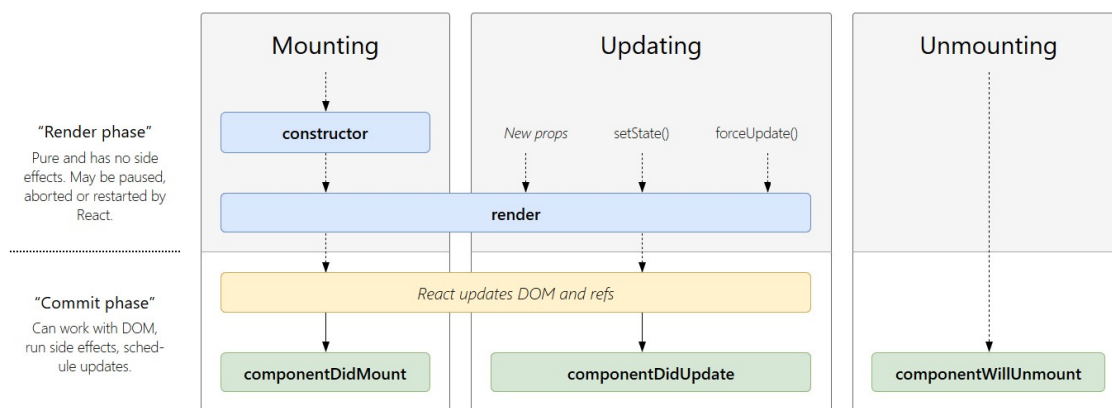 Mounting
Updating
Unmounting
“Render phase”
Pure and has no side
effects. May be paused,
aborted or restarted by
React.
constructor
New props
setState()
forceUpdate()
render
“Commit phase”
Can work with DOM,
run side effects, sched-
ule updates.
React updates DOM and refs
componentDidMount
componentDidUpdate
componentWillUnmount